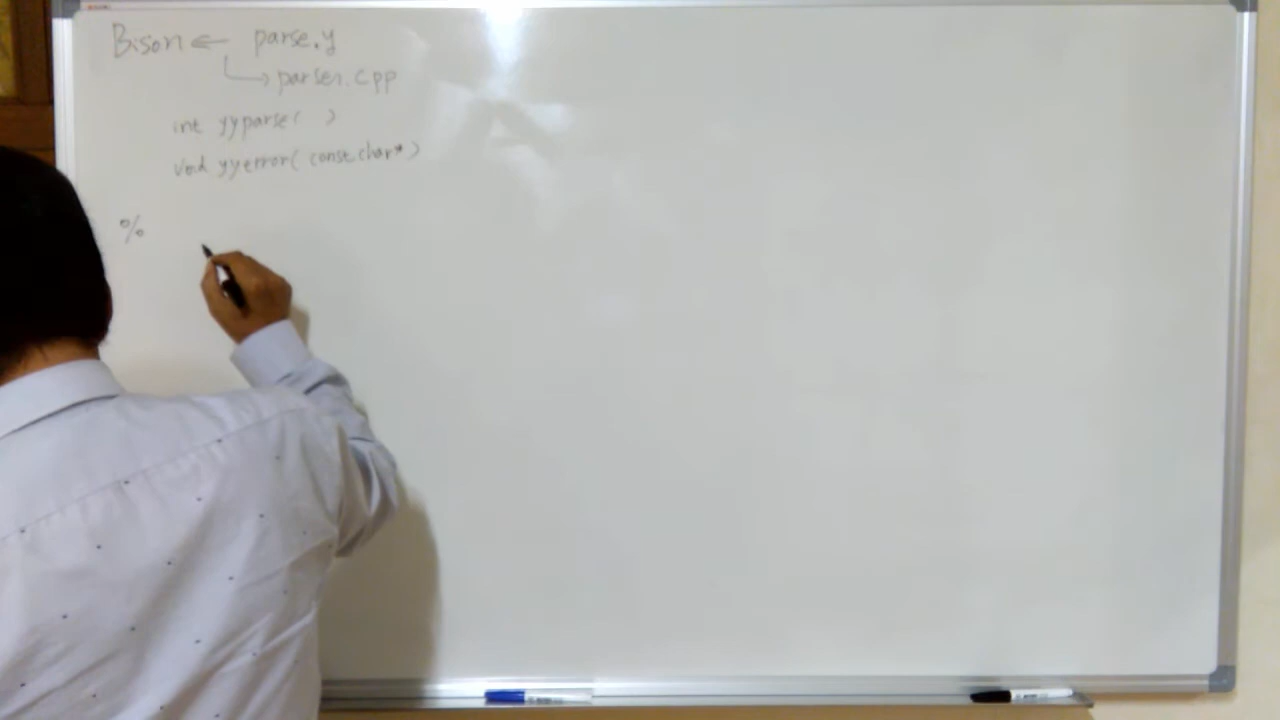 Bison ← parse.y
↳ parser.cpp
int yyparse( )
void yyerror( const char* )
%